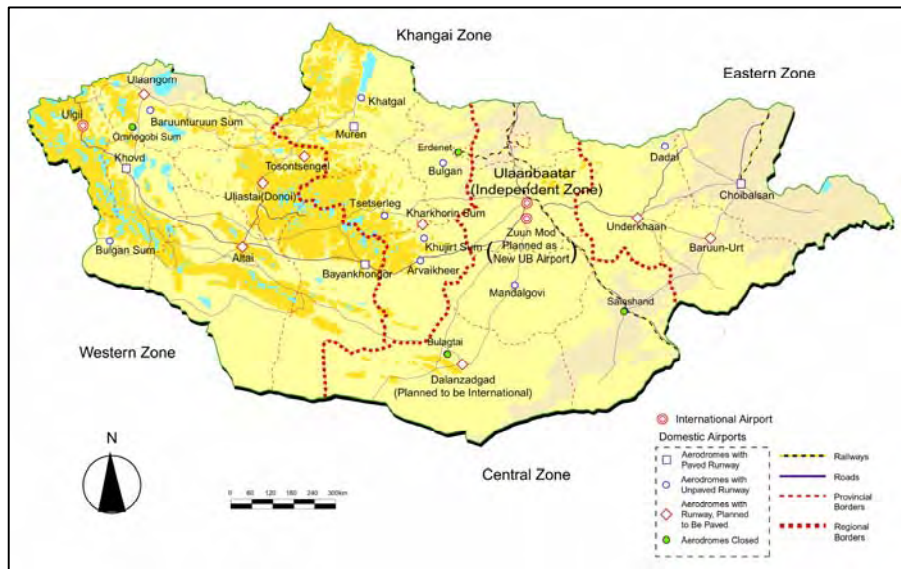 Khangai Zone
Eastern Zone
Ulaangom
Ulgii
Baruunturuun Sum
Omnogobi Sum
Khovd
Khatgal
Muren
Tosontsengel
Uliastai(Donoi)
Erdenet
Bulgan
Dadal
Choibalsan
Ulaanbaatar
(Independent Zone)
Tsetserleg
Kharkhorin Sum
Khujirt Sum
Arvaikheer
Zuun Mod
Planned as
New UB Airport
Underkhaan
Baruun-Urt
Bulgan Sum
Altai
Bayankhongor
Mandalgovi
Sainshand
Western Zone
Bulagtai
Dalanzadgad
(Planned to be International)
Central Zone
N
0 60 120 180 240 300km
International Airport
Domestic Airports
Aerodromes with
Paved Runway
Aerodromes with
Unpaved Runway
Aerodromes with
Runway, Planned
to Be Paved
Aerodromes Closed
Railways
Roads
Provincial
Borders
Regional
Borders